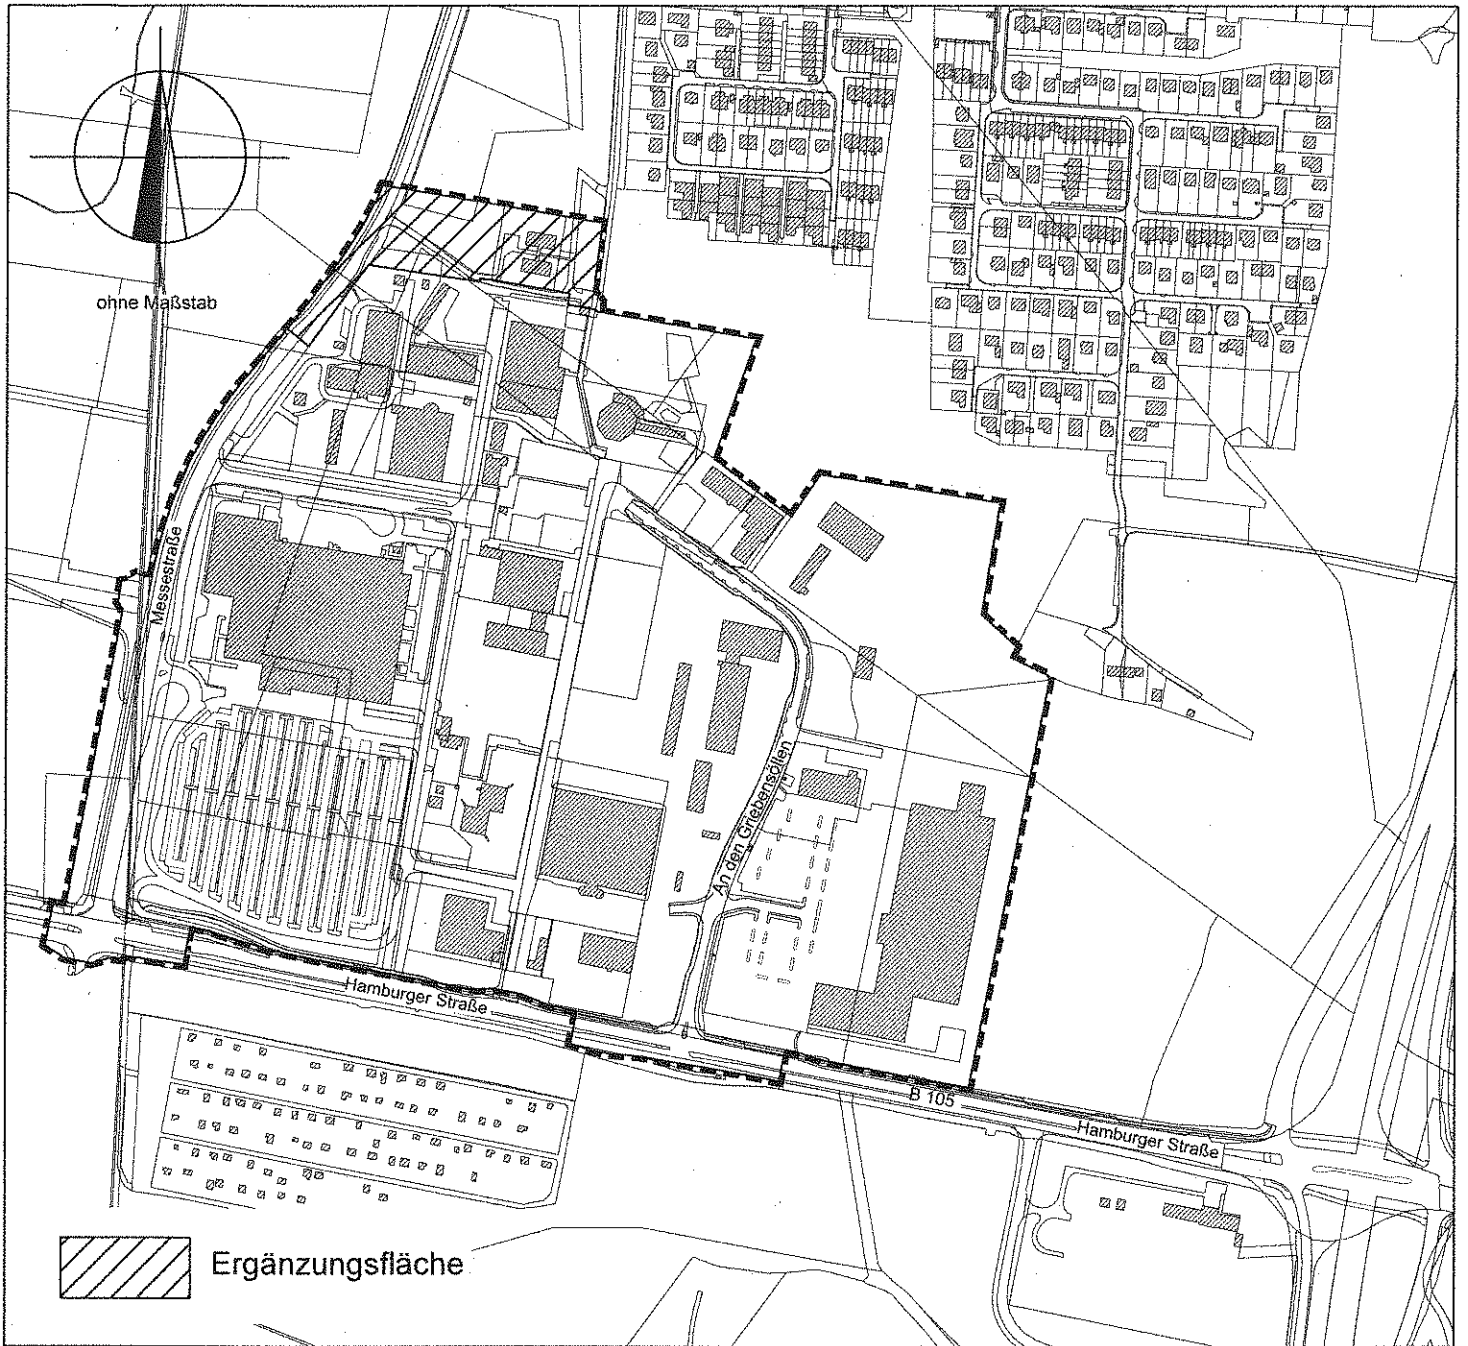 ohne Maßstab
Messestraße
An den Griebensöllen
Hamburger Straße
B 105
Hamburger Straße
Ergänzungsfläche